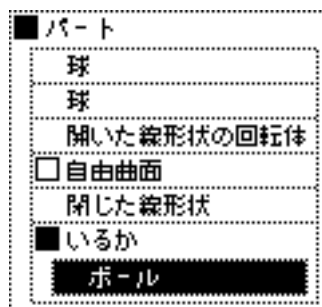 パート
球
球
開いた線形状の回転体
自由曲面
閉じた線形状
いるか
ボール